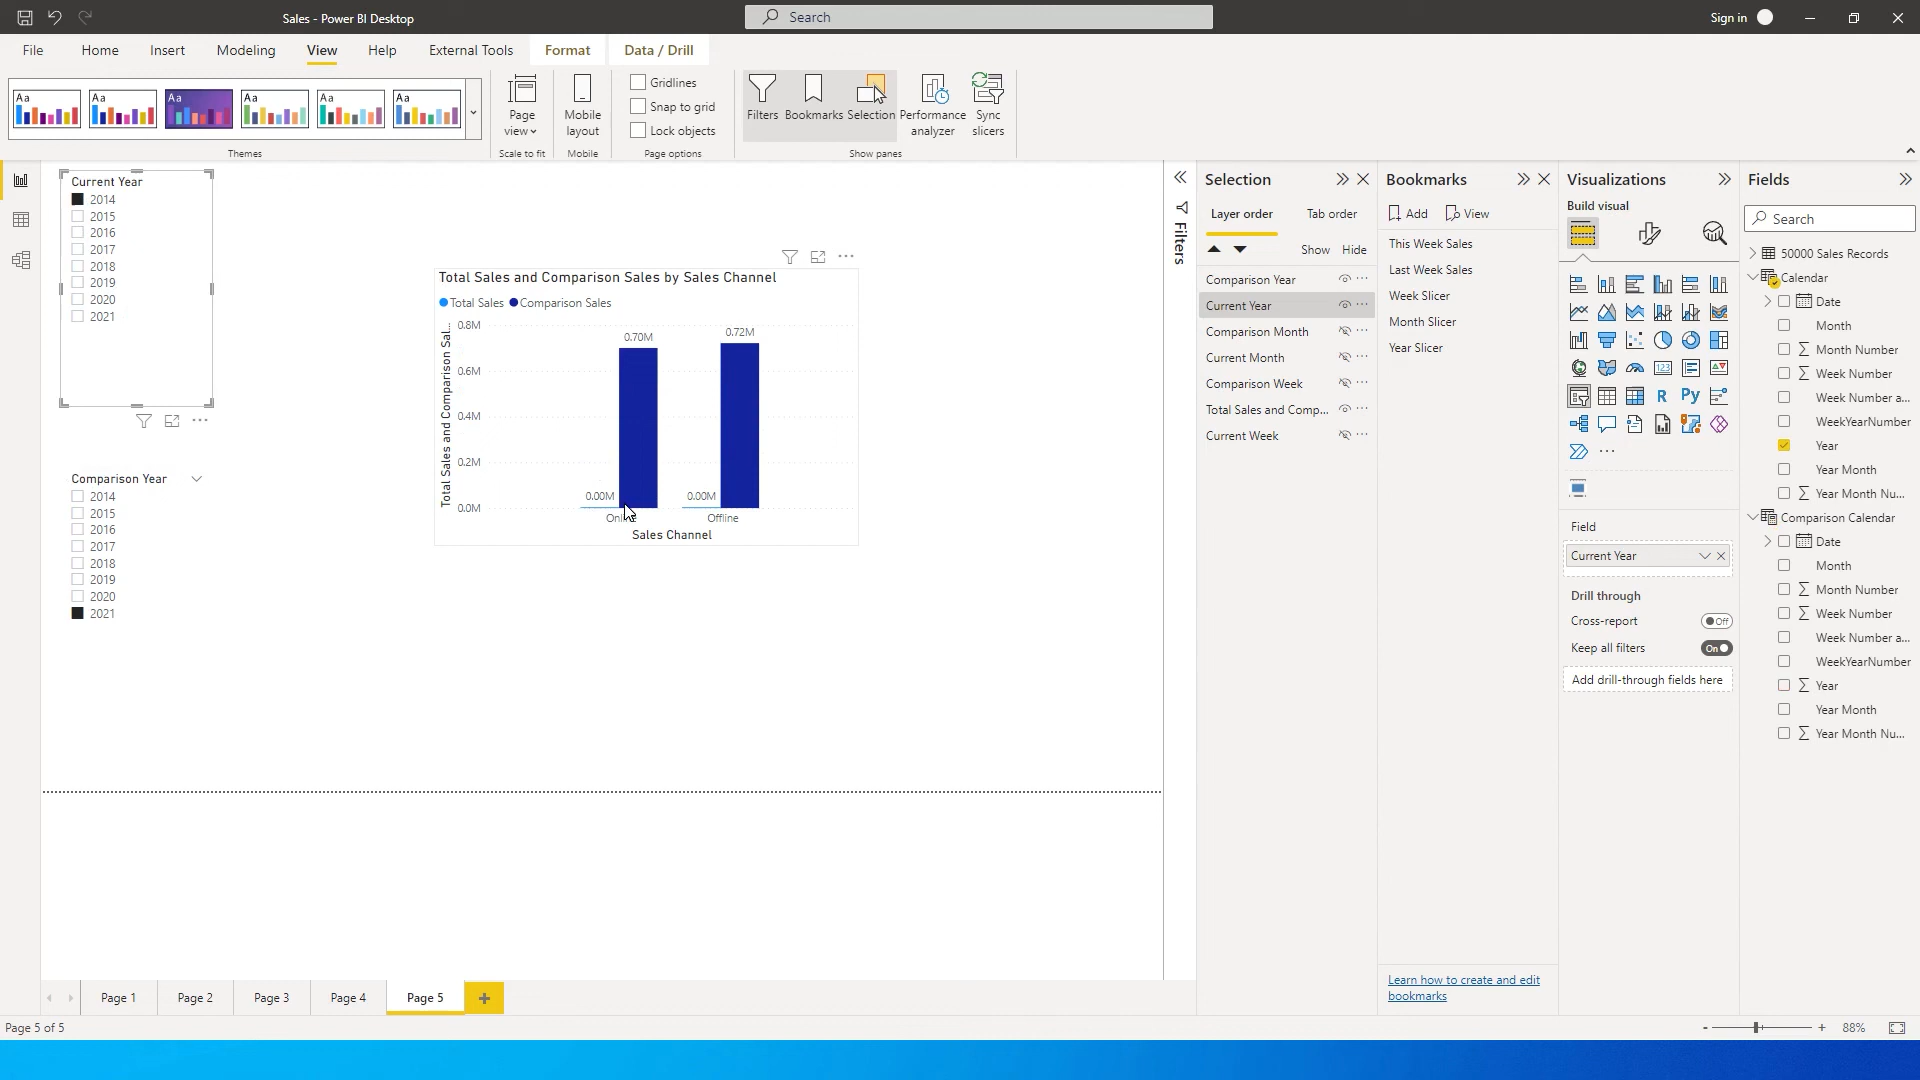 Sales - Power BI Desktop
Search
Sign in
File
Home
Insert
Modeling
View
Help
External Tools
Format
Data / Drill
Aa
Aa
Aa
Aa
Aa
Aa
Themes
Page view
Scale to fit
Mobile layout
Mobile
Gridlines
Snap to grid
Lock objects
Page options
Filters
Bookmarks
Selection
Performance analyzer
Sync slicers
Show panes
Current Year
2014
2015
2016
2017
2018
2019
2020
2021
Comparison Year
2014
2015
2016
2017
2018
2019
2020
2021
Total Sales and Comparison Sales by Sales Channel
Total Sales
Comparison Sales
Total Sales and Comparison Sal...
0.8M
0.6M
0.4M
0.2M
0.0M
0.00M
0.70M
0.00M
0.72M
Offline
Sales Channel
Filters
Selection
Layer order
Tab order
Show
Hide
Comparison Year
Current Year
Comparison Month
Current Month
Comparison Week
Total Sales and Comp...
Current Week
Bookmarks
Add
View
This Week Sales
Last Week Sales
Week Slicer
Month Slicer
Year Slicer
Learn how to create and edit
bookmarks
Visualizations
Build visual
123
R
Py
Field
Current Year
Drill through
Cross-report
Off
Keep all filters
On
Add drill-through fields here
Fields
Search
50000 Sales Records
Calendar
Date
Month
Month Number
Week Number
Week Number a...
WeekYearNumber
Year
Year Month
Year Month Nu...
Comparison Calendar
Date
Month
Month Number
Week Number
Week Number a...
WeekYearNumber
Year
Year Month
Year Month Nu...
Page 1
Page 2
Page 3
Page 4
Page 5
Page 5 of 5
88%